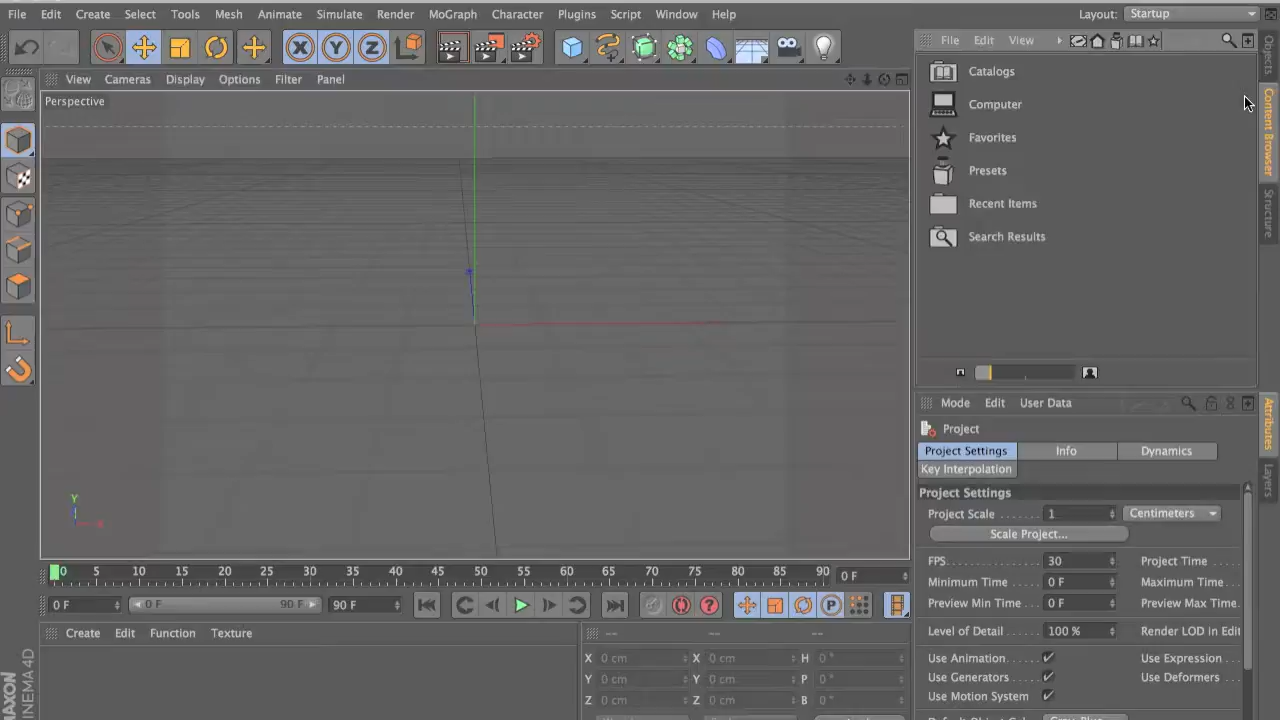 File Edit Create Select Tools Mesh Animate Simulate Render MoGraph Character Plugins Script Window Help Layout: Startup
File Edit View
View Cameras Display Options Filter Panel
Perspective
Catalogs
Computer
Favorites
Presets
Recent Items
Search Results
Objects
Content Browser
Structure
Mode Edit User Data
Project
Project Settings Info Dynamics
Key Interpolation
Attributes
Layers
Project Settings
Project Scale 1 Centimeters
Scale Project...
FPS 30 Project Time
Minimum Time 0 F Maximum Time
Preview Min Time 0 F Preview Max Time
Level of Detail 100 % Render LOD in Edit
Use Animation Use Expression
Use Generators Use Deformers
Use Motion System
Y
0 5 10 15 20 25 30 35 40 45 50 55 60 65 70 75 80 85 90 0 F
0 F 0 F 90 F 90 F
Create Edit Function Texture
-- -- --
X 0 cm X 0 cm H 0 °
Y 0 cm Y 0 cm P 0 °
Z 0 cm Z 0 cm B 0 °
MAXON
INEMA 4D